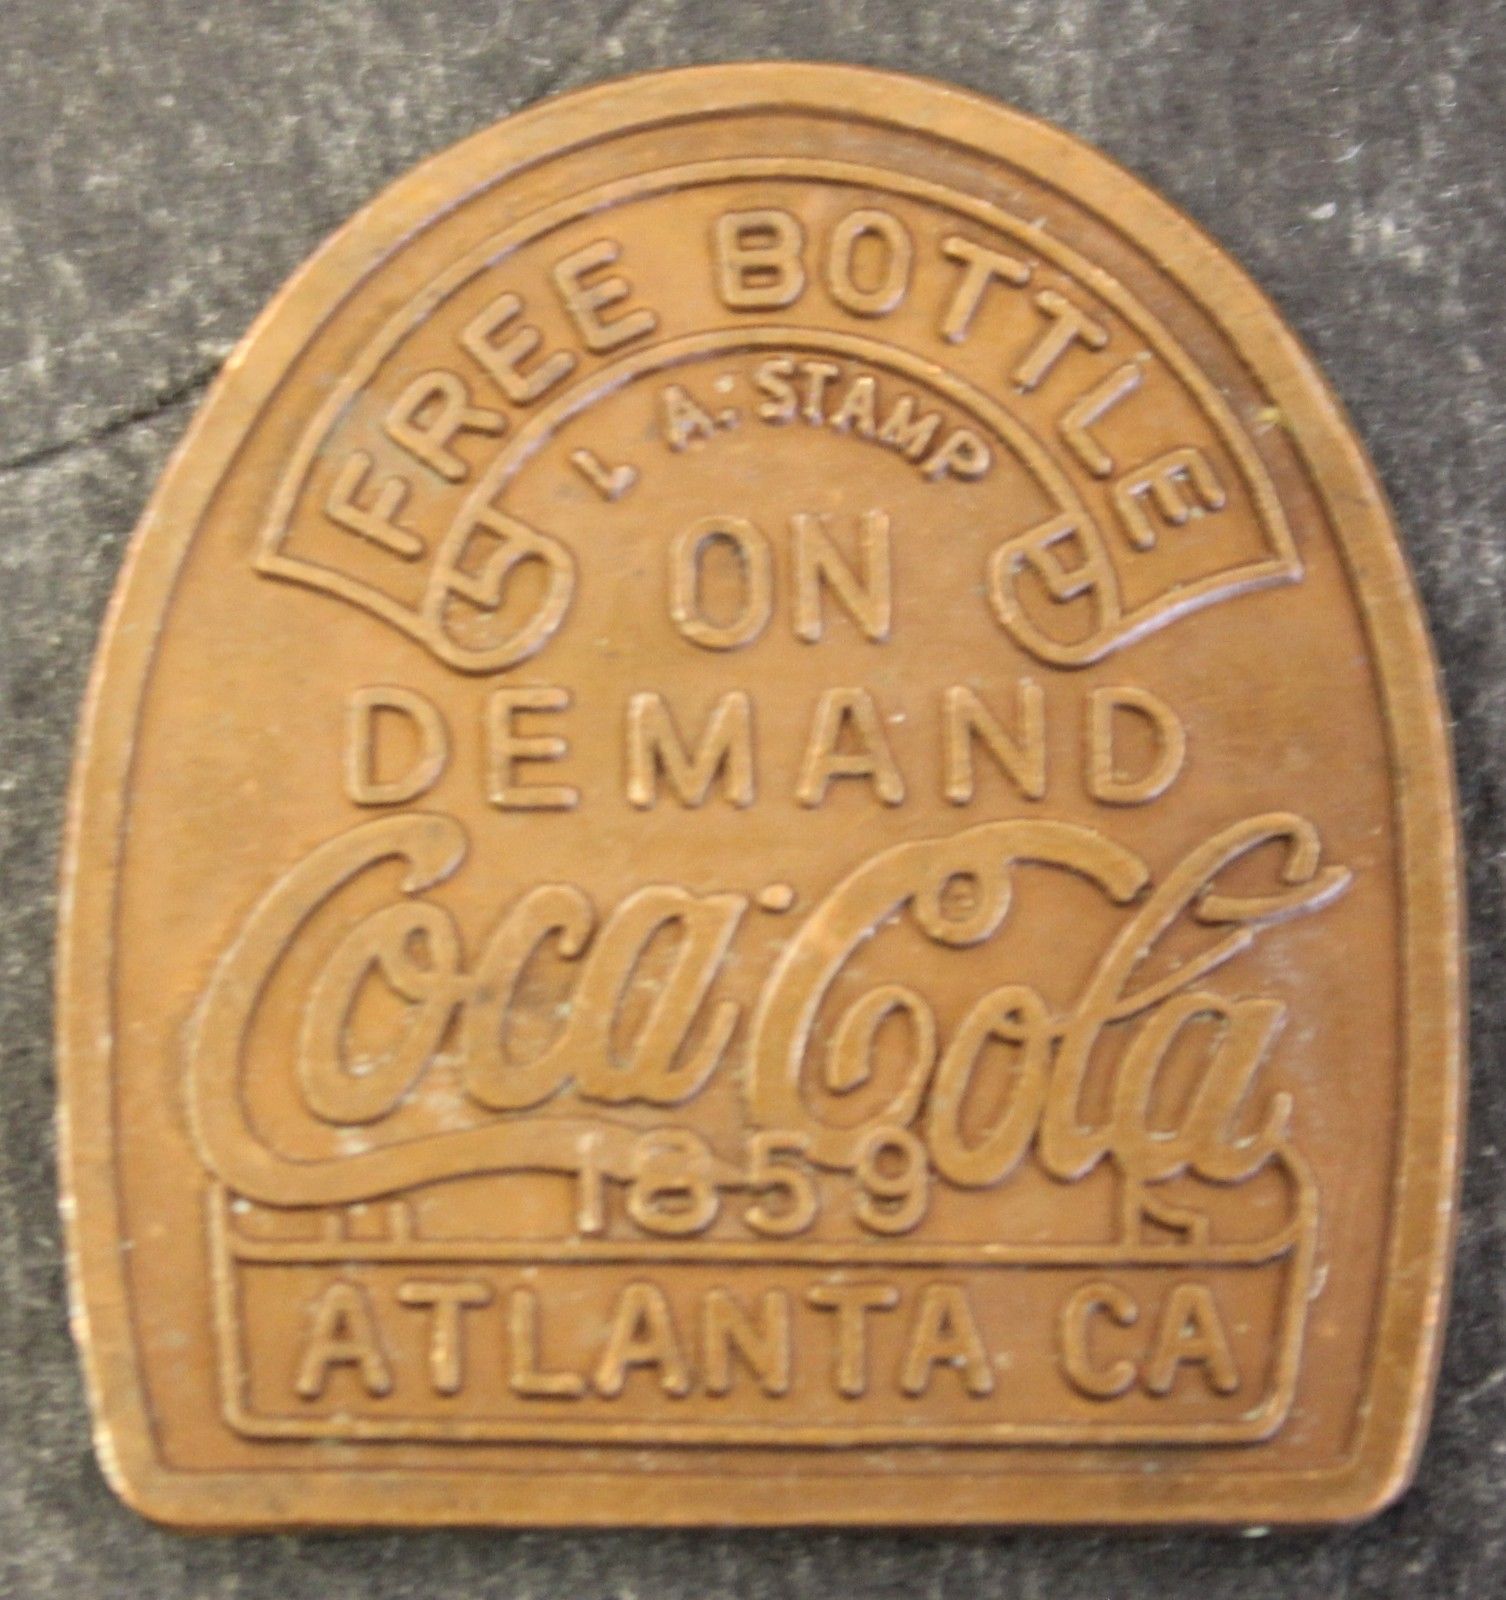 FREE BOTTLE
L A. STAMP
ON
DEMAND
Coca-Cola
1859
ATLANTA CA